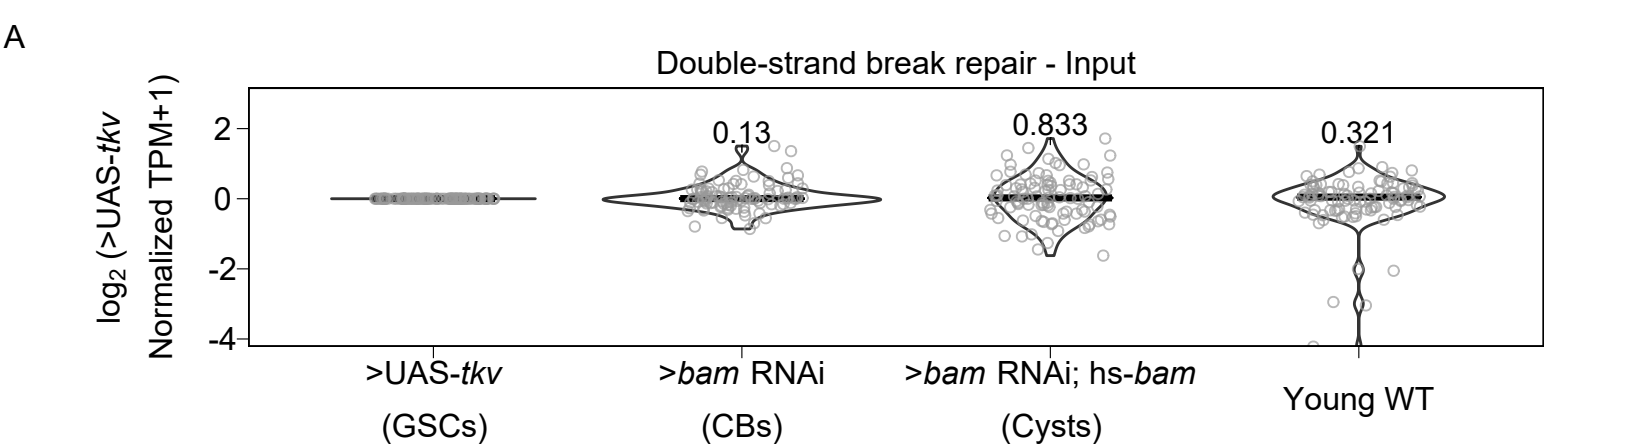 A
Double-strand break repair - Input
log₂ (>UAS-tkv
Normalized TPM+1)
2
0
-2
-4
0.13
0.833
0.321
>UAS-tkv
(GSCs)
>bam RNAi
(CBs)
>bam RNAi; hs-bam
(Cysts)
Young WT